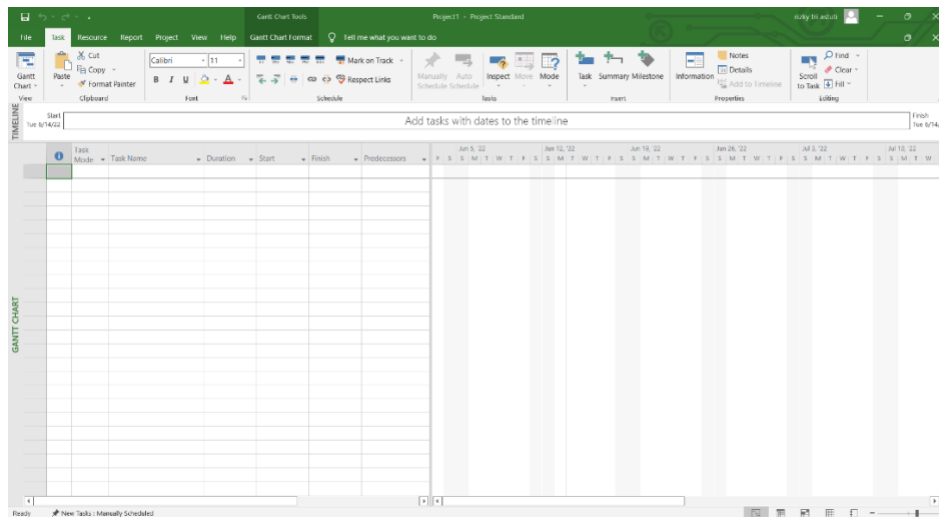 Gantt Chart Tools
Project1 - Project Standard
rizky tri astuti
File Task Resource Report Project View Help Gantt Chart Format Tell me what you want to do
Gantt Chart
View
Paste
Cut
Copy
Format Painter
Clipboard
Calibri 11
B I U A
Font
Mark on Track
Respect Links
Schedule
Manually Schedule
Auto Schedule
Inspect
Move
Mode
Tasks
Task
Summary
Milestone
Insert
Information
Notes
Details
Add to Timeline
Properties
Scroll to Task
Find
Clear
Fill
Editing
TIMELINE
Start
Tue 6/14/22
Add tasks with dates to the timeline
Finish
Tue 6/14/
Task Mode
Task Name
Duration
Start
Finish
Predecessors
Jun 5, '22 Jun 12, '22 Jun 19, '22 Jun 26, '22 Jul 3, '22 Jul 10, '22
F S S M T W T F S S M T W T F S S M T W T F S S M T W T F S S M T W T F S S M T W
GANTT CHART
Ready New Tasks : Manually Scheduled